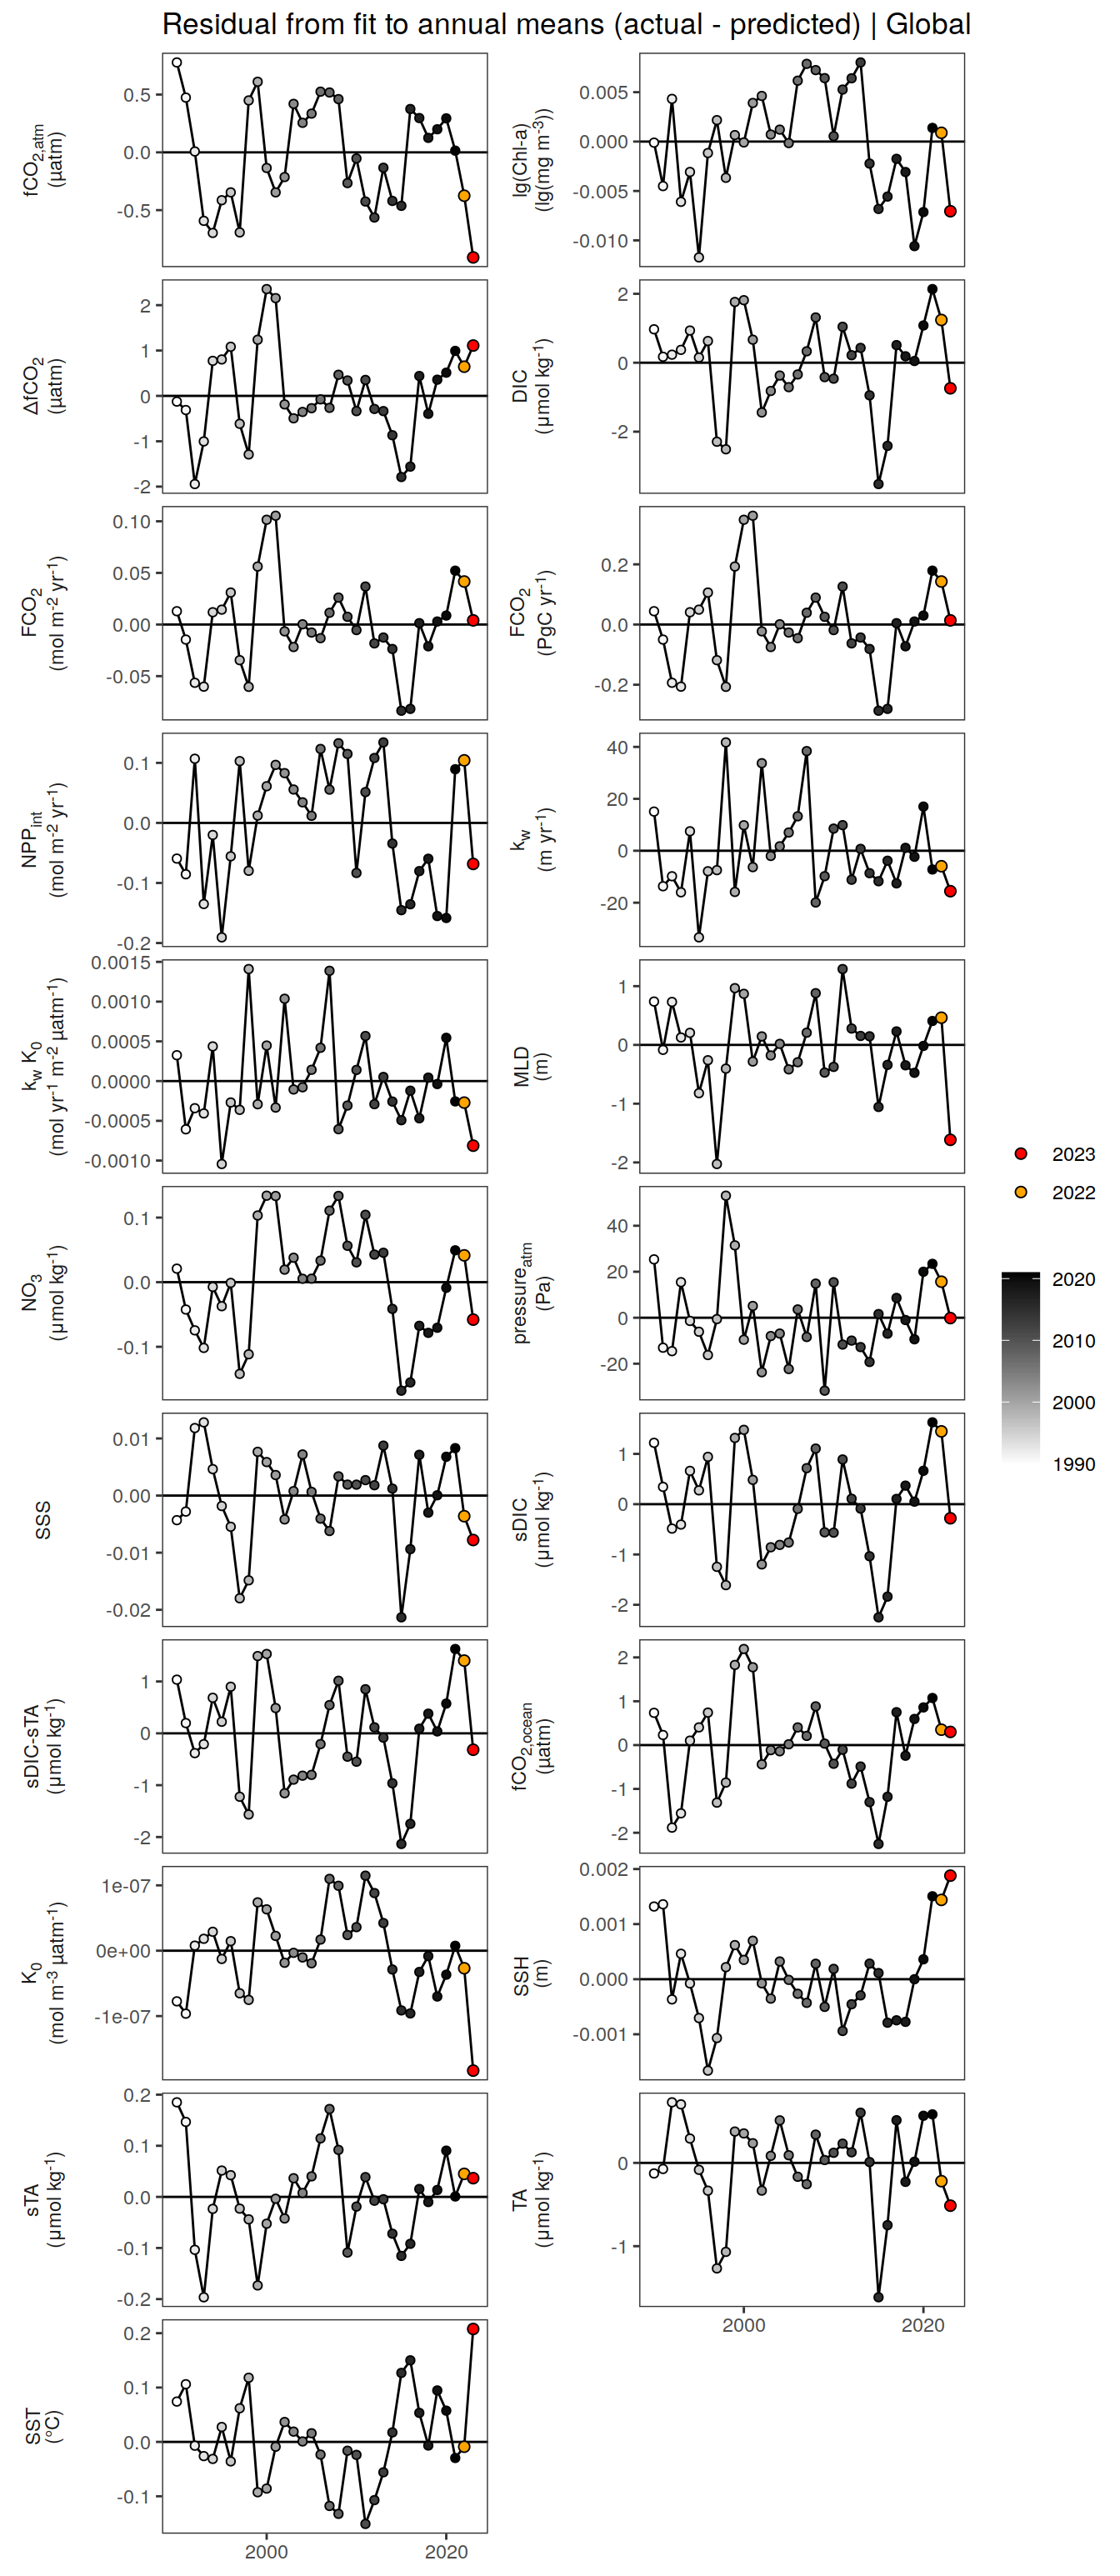 Residual from fit to annual means (actual - predicted) | Global
fCO2,atm
(µatm)
0.5
0.0
-0.5
lg(Chl-a)
(lg(mg m-3))
0.005
0.000
-0.005
-0.010
ΔfCO2
(µatm)
2
1
0
-1
-2
DIC
(µmol kg-1)
2
0
-2
FCO2
(mol m-2 yr-1)
0.10
0.05
0.00
-0.05
FCO2
(PgC yr-1)
0.2
0.0
-0.2
NPPint
(mol m-2 yr-1)
0.1
0.0
-0.1
-0.2
kw
(m yr-1)
40
20
0
-20
kw K0
(mol yr-1 m-2 µatm-1)
0.0015
0.0010
0.0005
0.0000
-0.0005
-0.0010
MLD
(m)
1
0
-1
-2
NO3
(µmol kg-1)
0.1
0.0
-0.1
pressureatm
(Pa)
40
20
0
-20
SSS
0.01
0.00
-0.01
-0.02
sDIC
(µmol kg-1)
1
0
-1
-2
sDIC-sTA
(µmol kg-1)
1
0
-1
-2
fCO2,ocean
(µatm)
2
1
0
-1
-2
K0
(mol m-3 µatm-1)
1e-07
0e+00
-1e-07
SSH
(m)
0.002
0.001
0.000
-0.001
sTA
(µmol kg-1)
0.2
0.1
0.0
-0.1
-0.2
TA
(µmol kg-1)
0
-1
2000 2020
SST
(°C)
0.2
0.1
0.0
-0.1
2000 2020
2023
2022
2020
2010
2000
1990